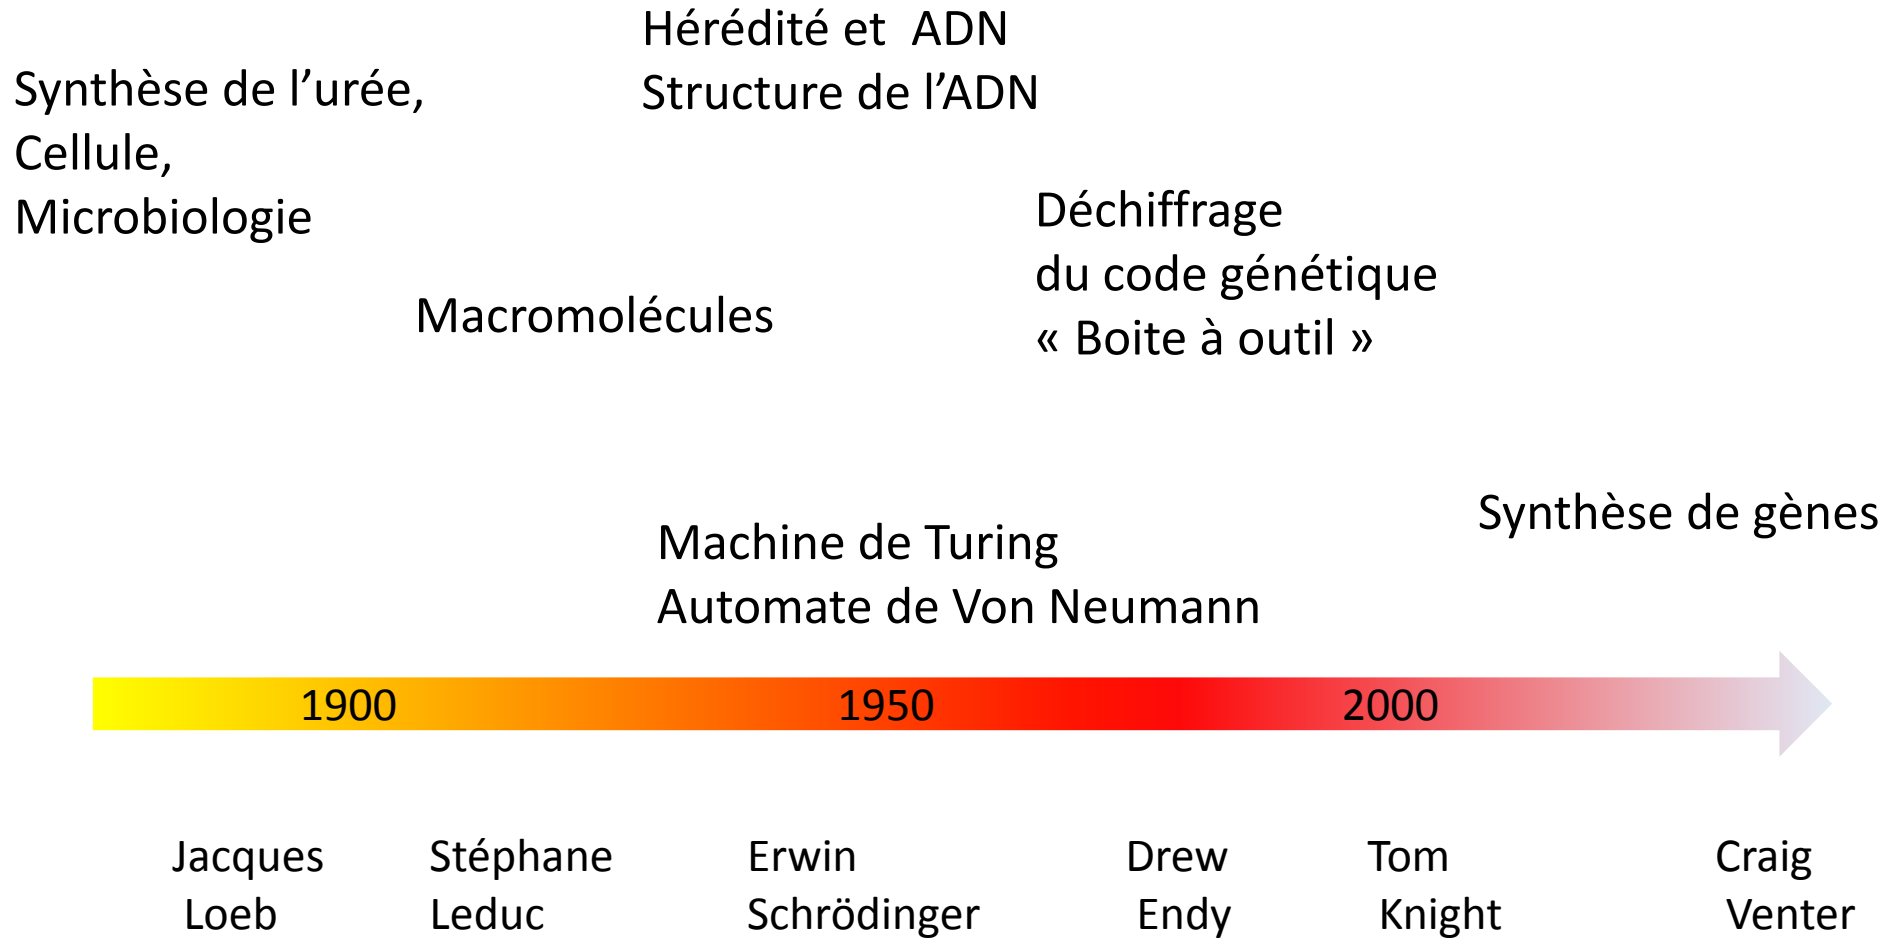 Hérédité et ADN
Structure de l’ADN
Synthèse de l’urée,
Cellule,
Microbiologie
Déchiffrage
du code génétique
« Boite à outil »
Macromolécules
Synthèse de gènes
Machine de Turing
Automate de Von Neumann
1900 1950 2000
Jacques
Loeb
Stéphane
Leduc
Erwin
Schrödinger
Drew
Endy
Tom
Knight
Craig
Venter